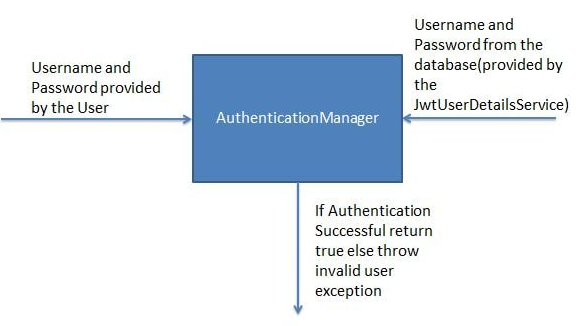 Username and
Password provided
by the User
AuthenticationManager
Username and
Password from the
database(provided by
the
JwtUserDetailsService)
If Authentication
Successful return
true else throw
invalid user
exception